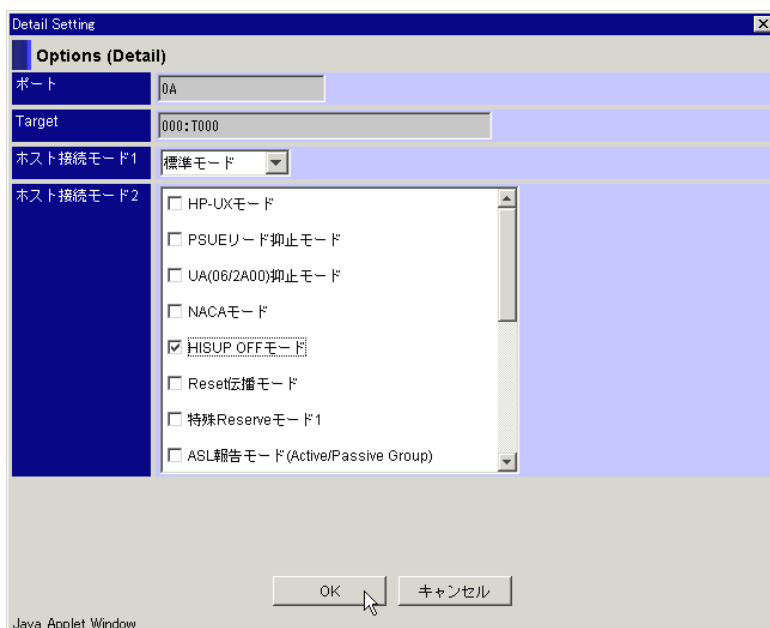 Detail Setting
Options (Detail)
ポート
0A
Target
000:T000
ホスト接続モード1
標準モード
ホスト接続モード2
HP-UXモード
PSUEリード抑止モード
UA(06/2A00)抑止モード
NACAモード
HISUP OFFモード
Reset伝播モード
特殊Reserveモード1
ASL報告モード(Active/Passive Group)
OK
キャンセル
Java Applet Window